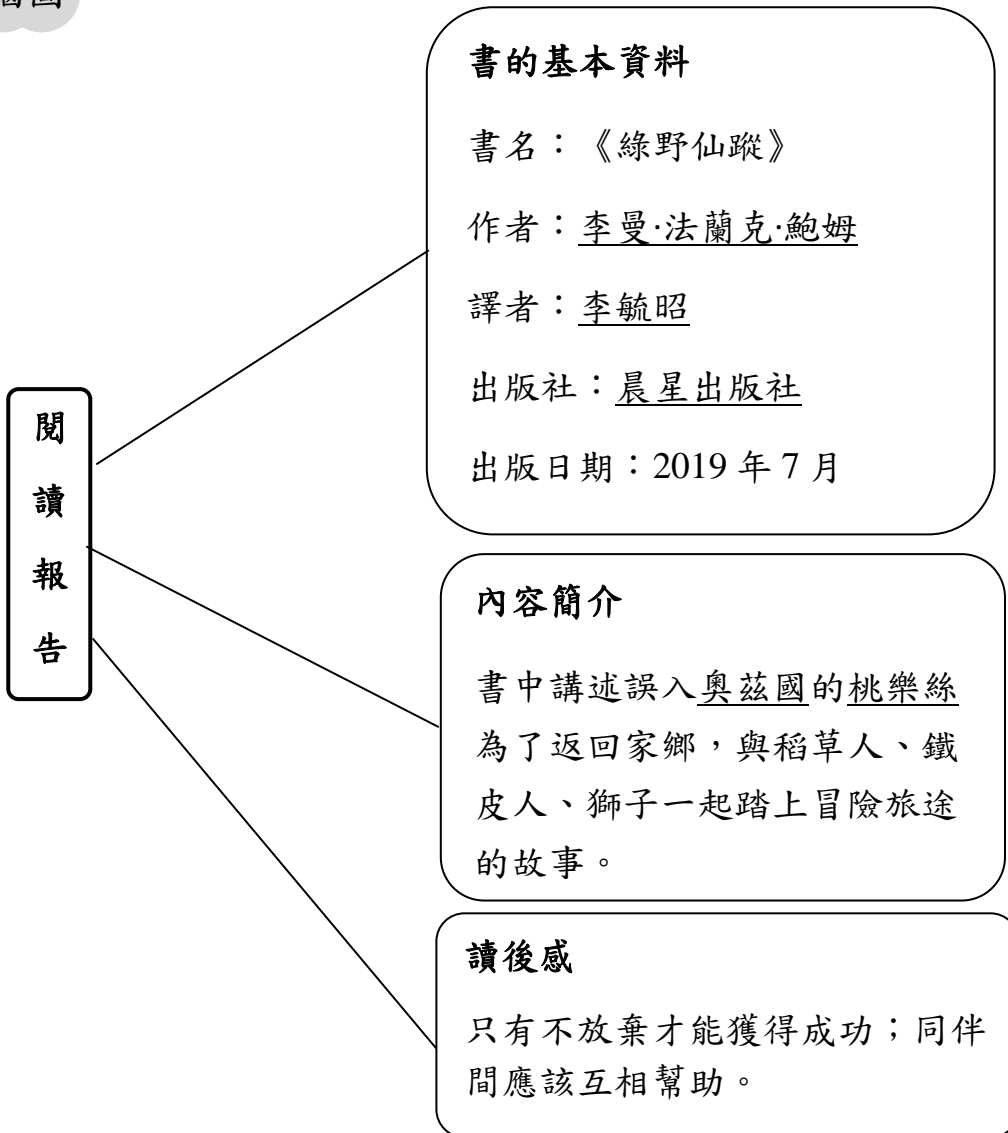 閱讀報告
書的基本資料
書名：《綠野仙蹤》
作者：李曼·法蘭克·鮑姆
譯者：李毓昭
出版社：晨星出版社
出版日期：2019 年 7 月
內容簡介
書中講述誤入奧茲國的桃樂絲
為了返回家鄉，與稻草人、鐵
皮人、獅子一起踏上冒險旅途
的故事。
讀後感
只有不放棄才能獲得成功；同伴
間應該互相幫助。